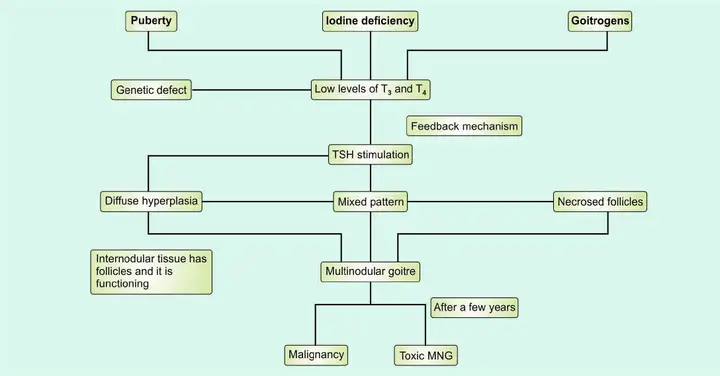 Puberty
Iodine deficiency
Goitrogens
Genetic defect
Low levels of T₃ and T₄
Feedback mechanism
TSH stimulation
Diffuse hyperplasia
Mixed pattern
Necrosed follicles
Internodular tissue has
follicles and it is
functioning
Multinodular goitre
After a few years
Malignancy
Toxic MNG